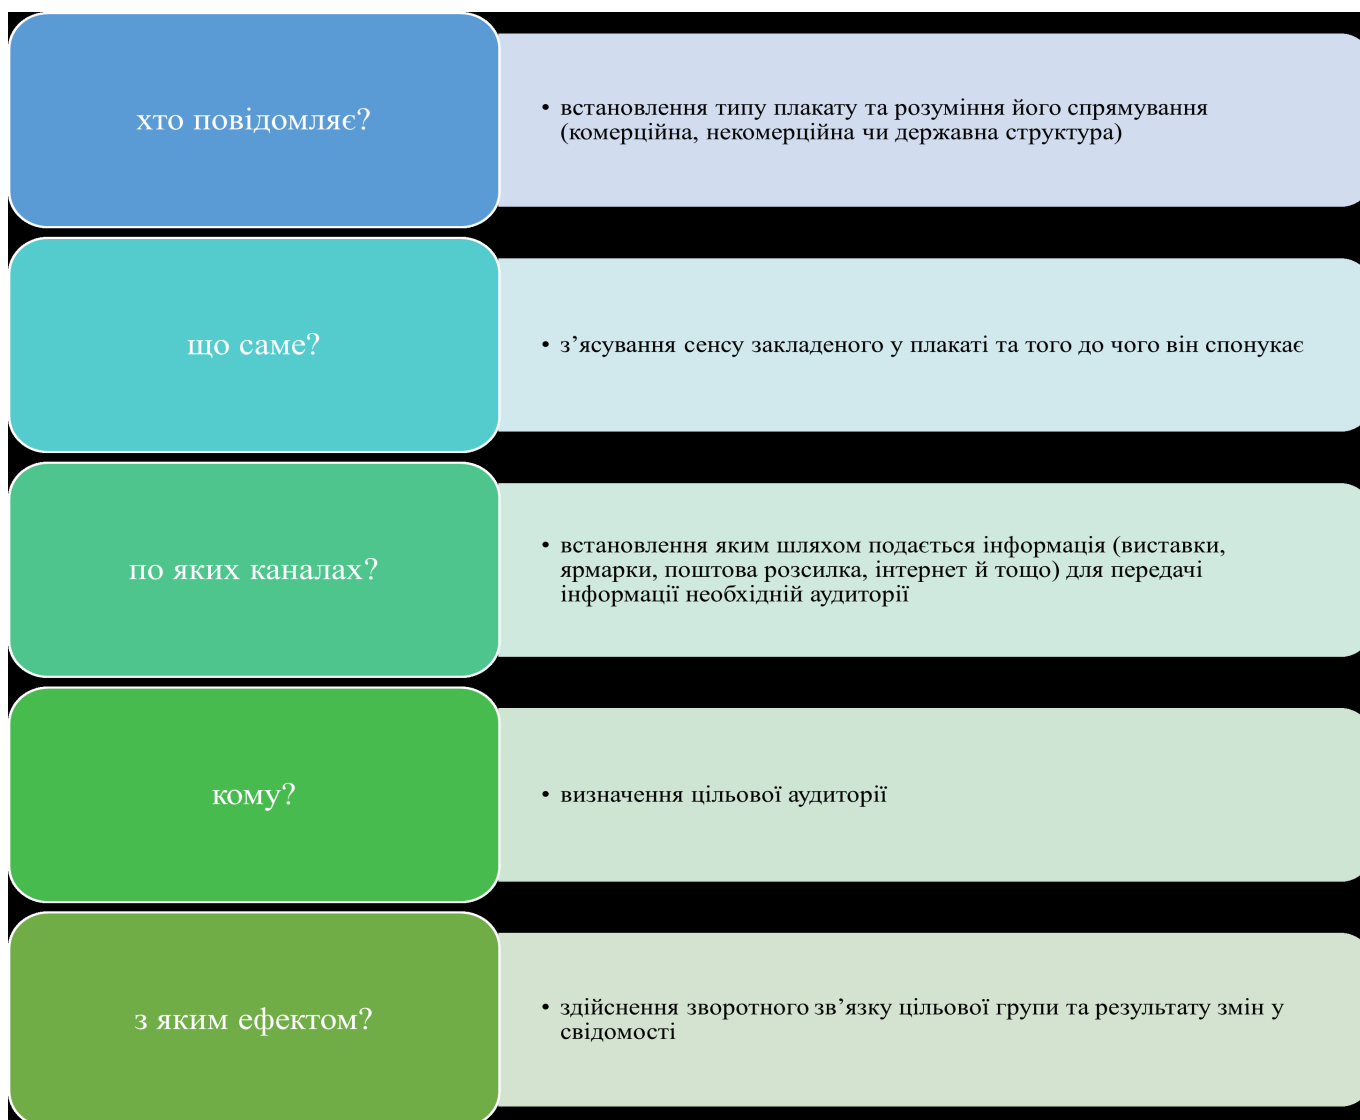 хто повідомляє?
• встановлення типу плакату та розуміння його спрямування
(комерційна, некомерційна чи державна структура)
що саме?
• з’ясування сенсу закладеного у плакаті та того до чого він спонукає
по яких каналах?
• встановлення яким шляхом подається інформація (виставки,
ярмарки, поштова розсилка, інтернет й тощо) для передачі
інформації необхідній аудиторії
кому?
• визначення цільової аудиторії
з яким ефектом?
• здійснення зворотного зв’язку цільової групи та результату змін у
свідомості